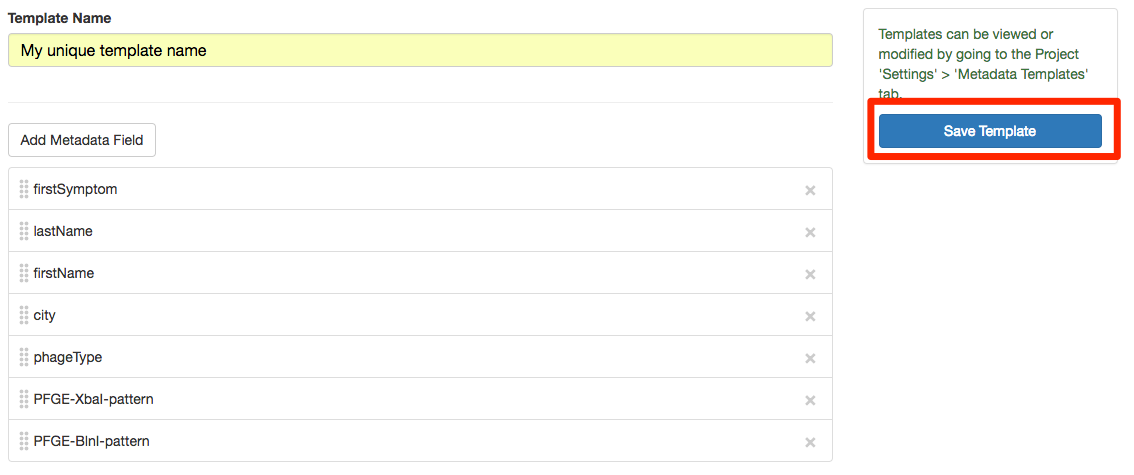 Template Name
My unique template name
Add Metadata Field
firstSymptom
lastName
firstName
city
phageType
PFGE-XbaI-pattern
PFGE-BlnI-pattern
Templates can be viewed or
modified by going to the Project
'Settings' > 'Metadata Templates'
tab.
Save Template